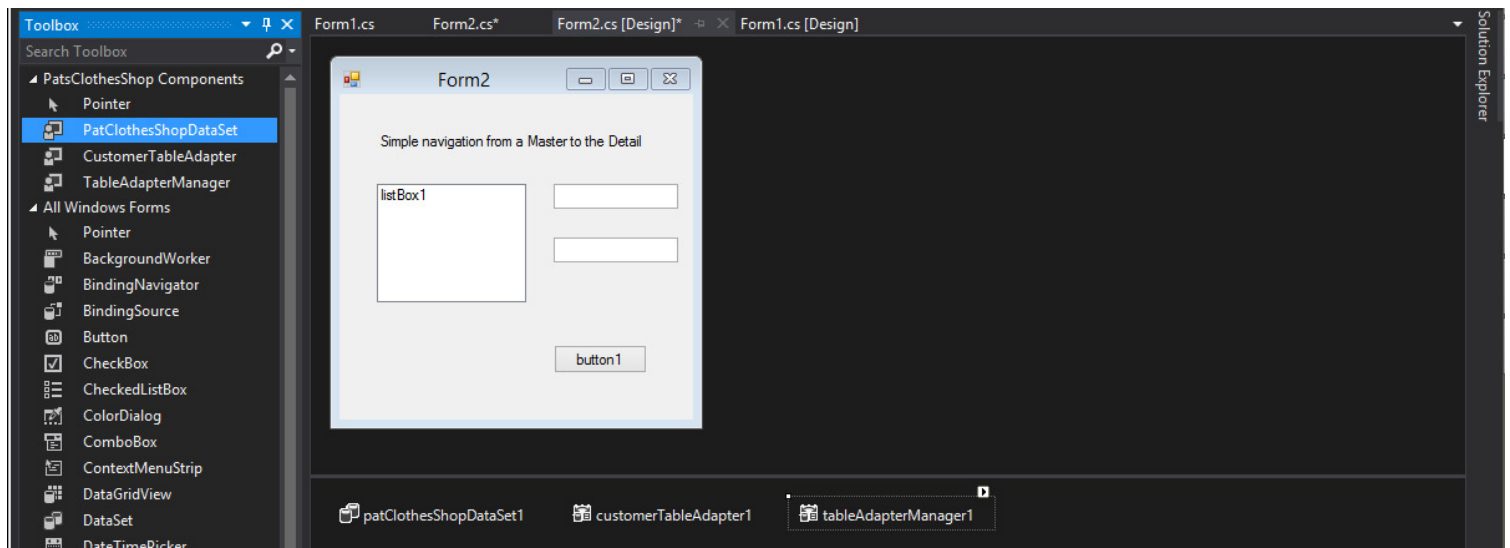 Toolbox
Form1.cs
Form2.cs*
Form2.cs [Design]*
Form1.cs [Design]
Solution Explorer
Search Toolbox
PatsClothesShop Components
Pointer
PatClothesShopDataSet
CustomerTableAdapter
TableAdapterManager
All Windows Forms
Pointer
BackgroundWorker
BindingNavigator
BindingSource
Button
CheckBox
CheckedListBox
ColorDialog
ComboBox
ContextMenuStrip
DataGridView
DataSet
DateTimePicker
Form2
Simple navigation from a Master to the Detail
listBox1
button1
patClothesShopDataSet1
customerTableAdapter1
tableAdapterManager1